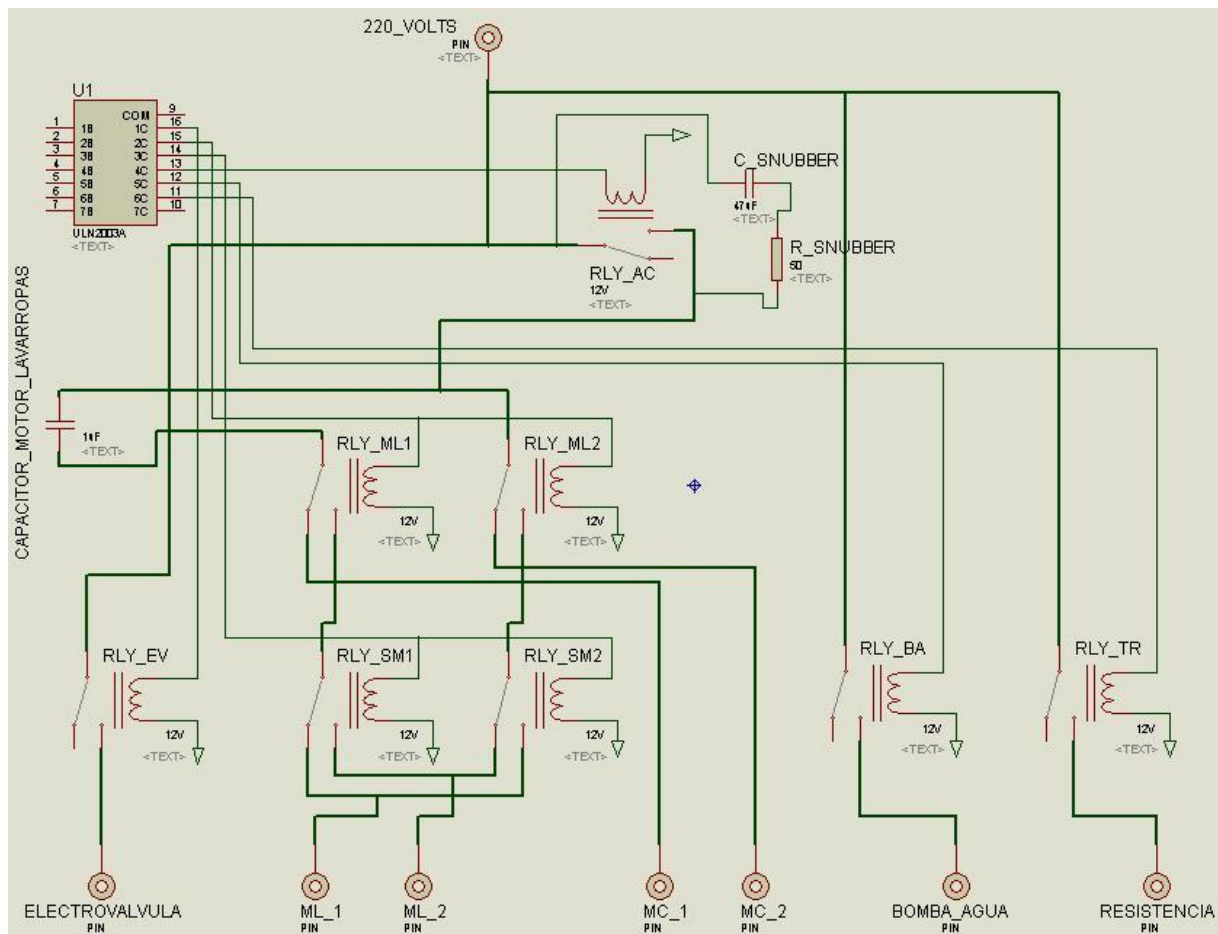 220_VOLTS
PIN
<TEXT>
U1
COM 9
1 1B 1C 16
2 2B 2C 15
3 3B 3C 14
4 4B 4C 13
5 5B 5C 12
6 6B 6C 11
7 7B 7C 10
ULN2003A
<TEXT>
C_SNUBBER
<TEXT>
R_SNUBBER
50
<TEXT>
RLY_AC
12V
<TEXT>
CAPACITOR_MOTOR_LAVARROPAS
<TEXT>
RLY_ML1
12V
<TEXT>
RLY_ML2
12V
<TEXT>
RLY_EV
12V
<TEXT>
RLY_SM1
12V
<TEXT>
RLY_SM2
12V
<TEXT>
RLY_BA
12V
<TEXT>
RLY_TR
12V
<TEXT>
ELECTROVALVULA
PIN
ML_1
PIN
ML_2
PIN
MC_1
PIN
MC_2
PIN
BOMBA_AGUA
PIN
RESISTENCIA
PIN